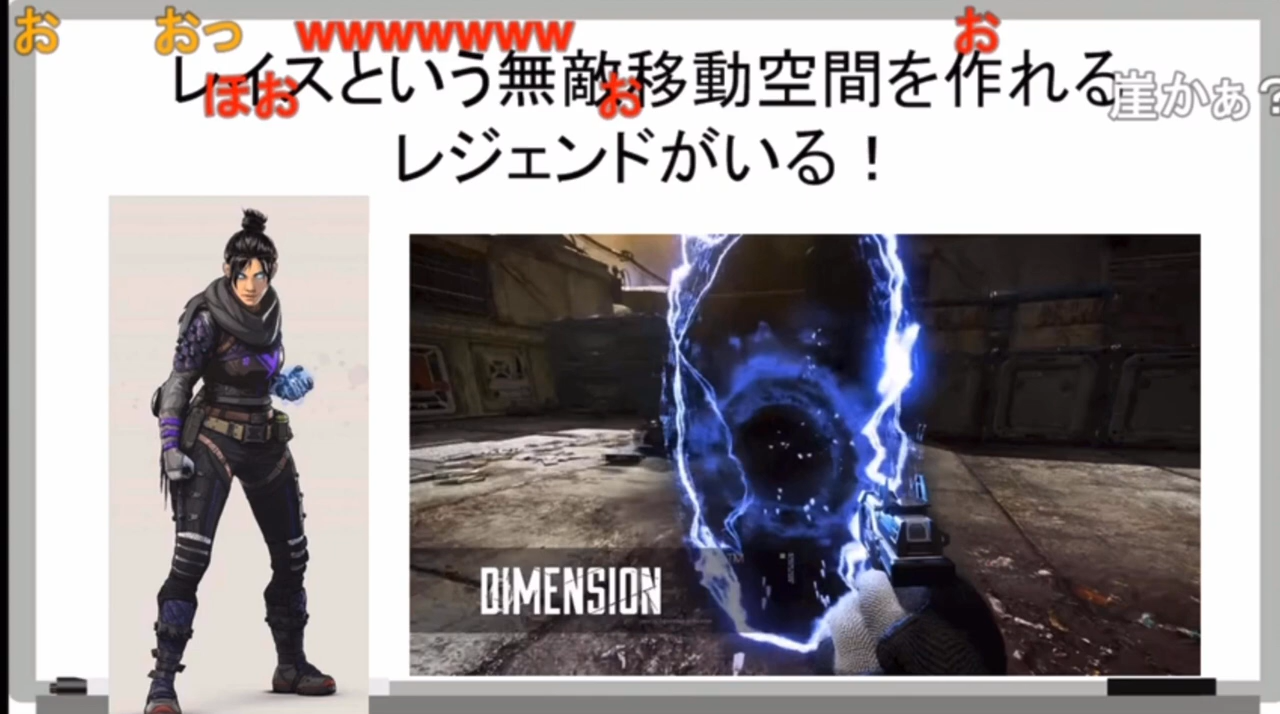 お おっ wwwwwwww お
レイスという無敵移動空間を作れる
ほお お 崖かぁ?
レジェンドがいる！
DIMENSION